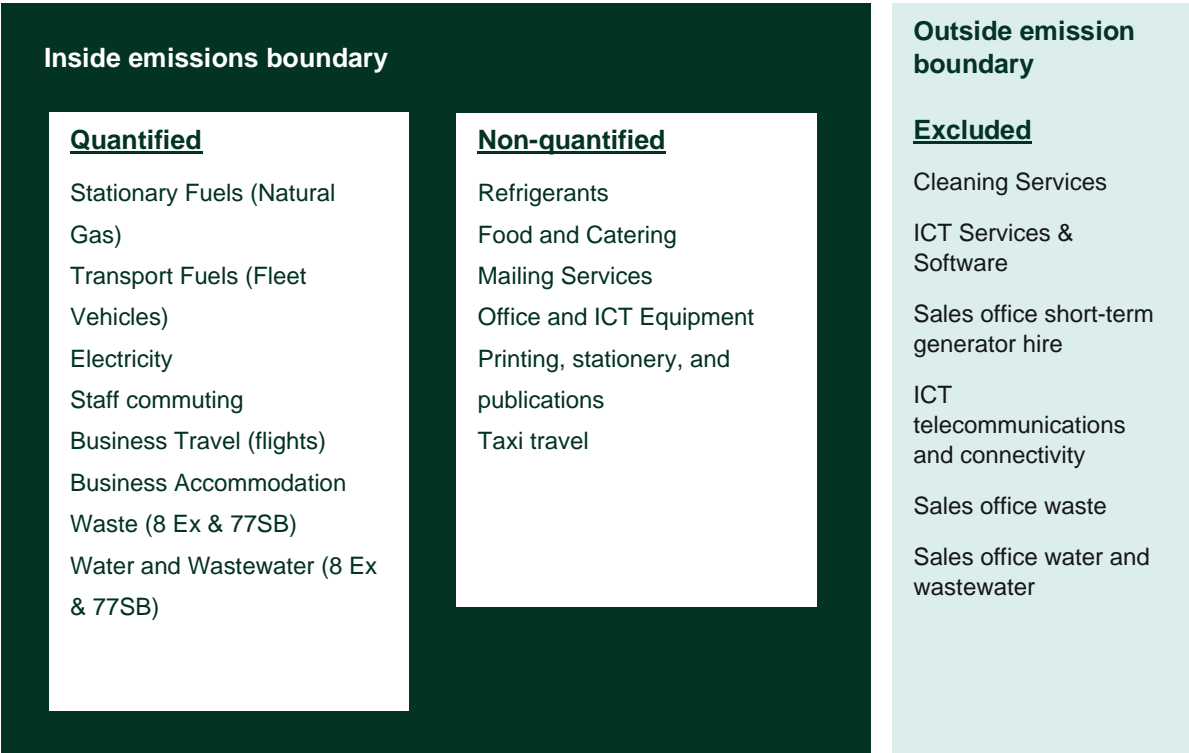 Inside emissions boundary
Quantified
Stationary Fuels (Natural
Gas)
Transport Fuels (Fleet
Vehicles)
Electricity
Staff commuting
Business Travel (flights)
Business Accommodation
Waste (8 Ex & 77SB)
Water and Wastewater (8 Ex
& 77SB)
Non-quantified
Refrigerants
Food and Catering
Mailing Services
Office and ICT Equipment
Printing, stationery, and
publications
Taxi travel
Outside emission
boundary
Excluded
Cleaning Services
ICT Services &
Software
Sales office short-term
generator hire
ICT
telecommunications
and connectivity
Sales office waste
Sales office water and
wastewater